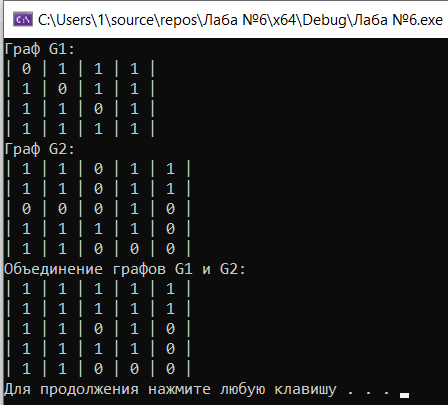 C:\Users\1\source\repos\Лаба №6\x64\Debug\Лаба №6.exe
Граф G1:
| 0 | 1 | 1 | 1 |
| 1 | 0 | 1 | 1 |
| 1 | 1 | 0 | 1 |
| 1 | 1 | 1 | 1 |
Граф G2:
| 1 | 1 | 0 | 1 | 1 |
| 1 | 1 | 0 | 1 | 1 |
| 0 | 0 | 0 | 1 | 0 |
| 1 | 1 | 1 | 1 | 0 |
| 1 | 1 | 0 | 0 | 0 |
Объединение графов G1 и G2:
| 1 | 1 | 1 | 1 | 1 |
| 1 | 1 | 1 | 1 | 1 |
| 1 | 1 | 0 | 1 | 0 |
| 1 | 1 | 1 | 1 | 0 |
| 1 | 1 | 0 | 0 | 0 |
Для продолжения нажмите любую клавишу . . .